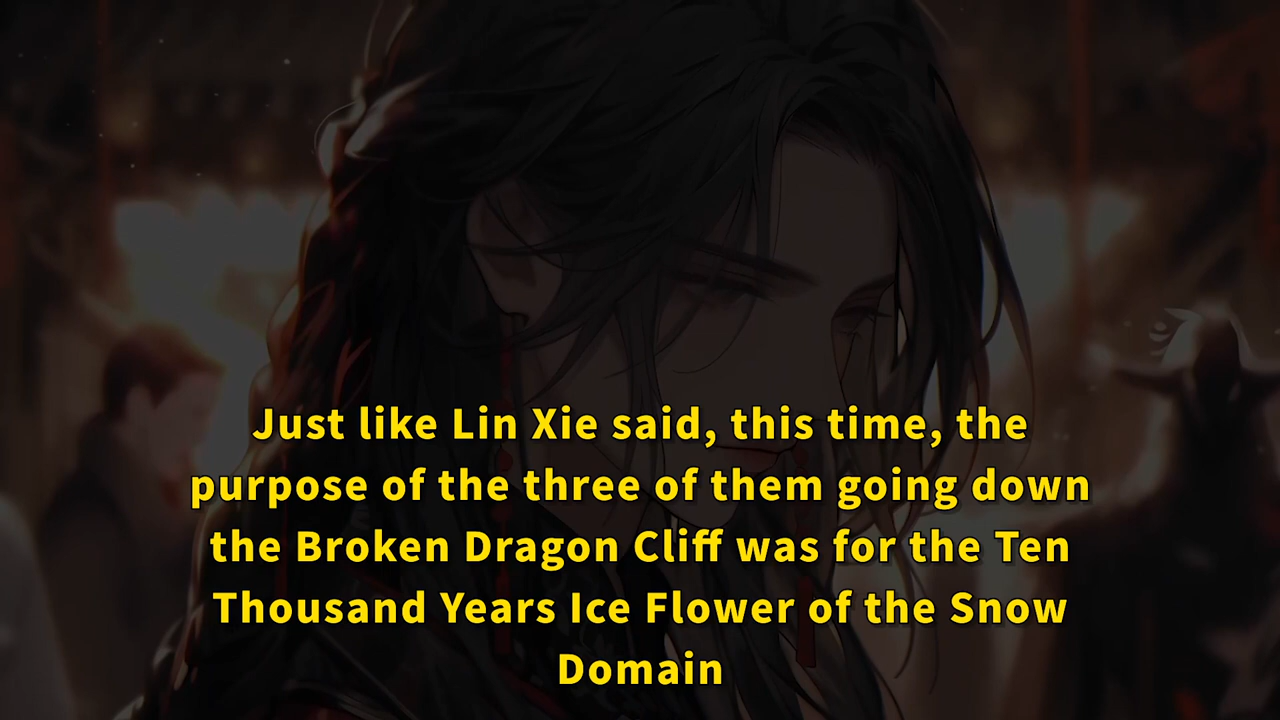 Just like Lin Xie said, this time, the
purpose of the three of them going down
the Broken Dragon Cliff was for the Ten
Thousand Years Ice Flower of the Snow
Domain